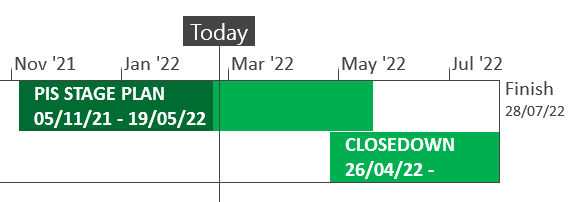 Today
Nov '21 Jan '22 Mar '22 May '22 Jul '22
PIS STAGE PLAN
05/11/21 - 19/05/22
Finish
28/07/22
CLOSEDOWN
26/04/22 -